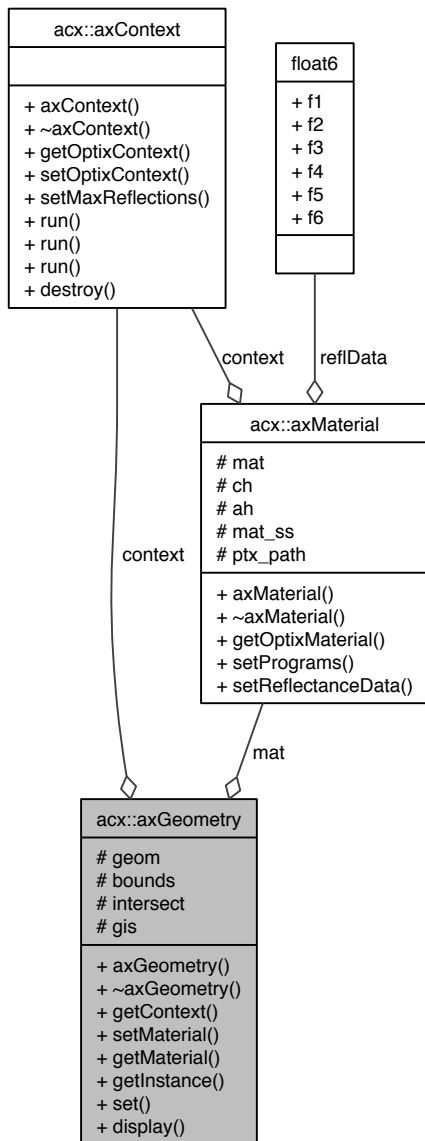 acx::axContext
+ axContext()
+ ~axContext()
+ getOptixContext()
+ setOptixContext()
+ setMaxReflections()
+ run()
+ run()
+ run()
+ destroy()
float6
+ f1
+ f2
+ f3
+ f4
+ f5
+ f6
context
reflData
acx::axMaterial
# mat
# ch
# ah
# mat_ss
# ptx_path
+ axMaterial()
+ ~axMaterial()
+ getOptixMaterial()
+ setPrograms()
+ setReflectanceData()
context
mat
acx::axGeometry
# geom
# bounds
# intersect
# gis
+ axGeometry()
+ ~axGeometry()
+ getContext()
+ setMaterial()
+ getMaterial()
+ getInstance()
+ set()
+ display()